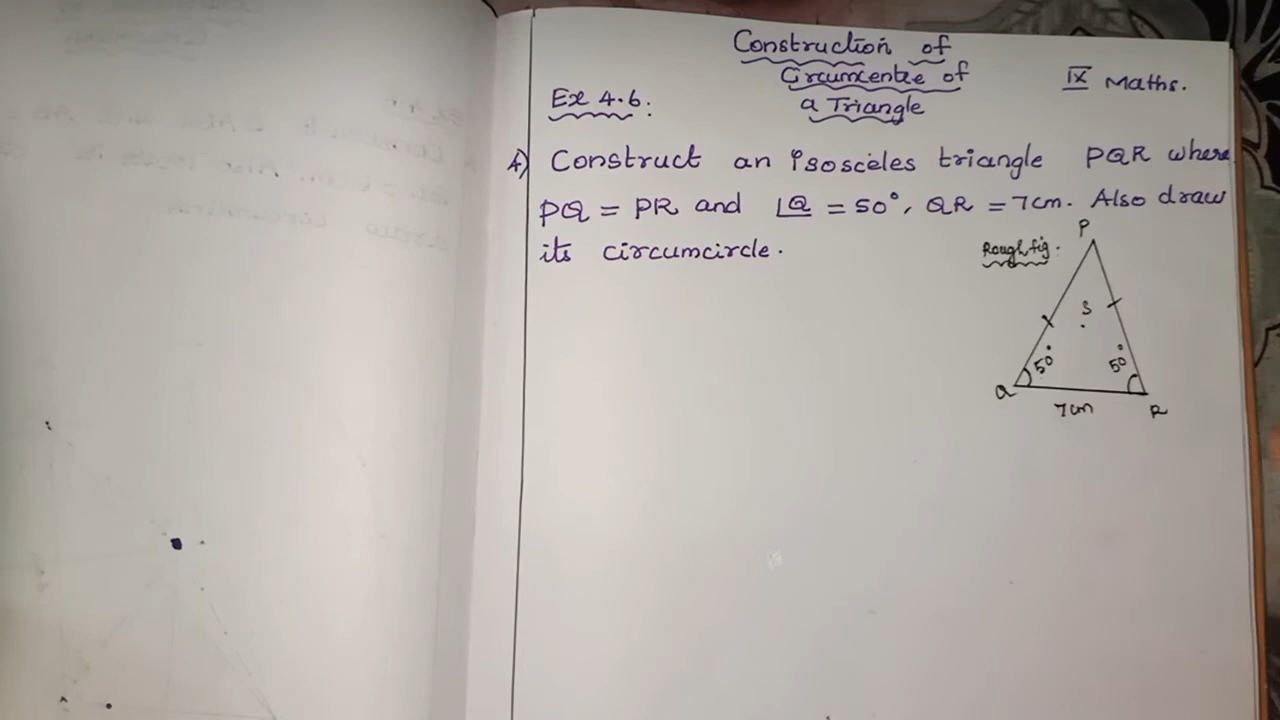 Construction of
Circumcentre of
a Triangle
IX Maths.
Ex 4.6.
4) Construct an isosceles triangle PQR where
PQ = PR and ∠Q = 50°, QR = 7cm. Also draw
its circumcircle.
Rough fig:
P
S
50°
50°
Q
R
7cm